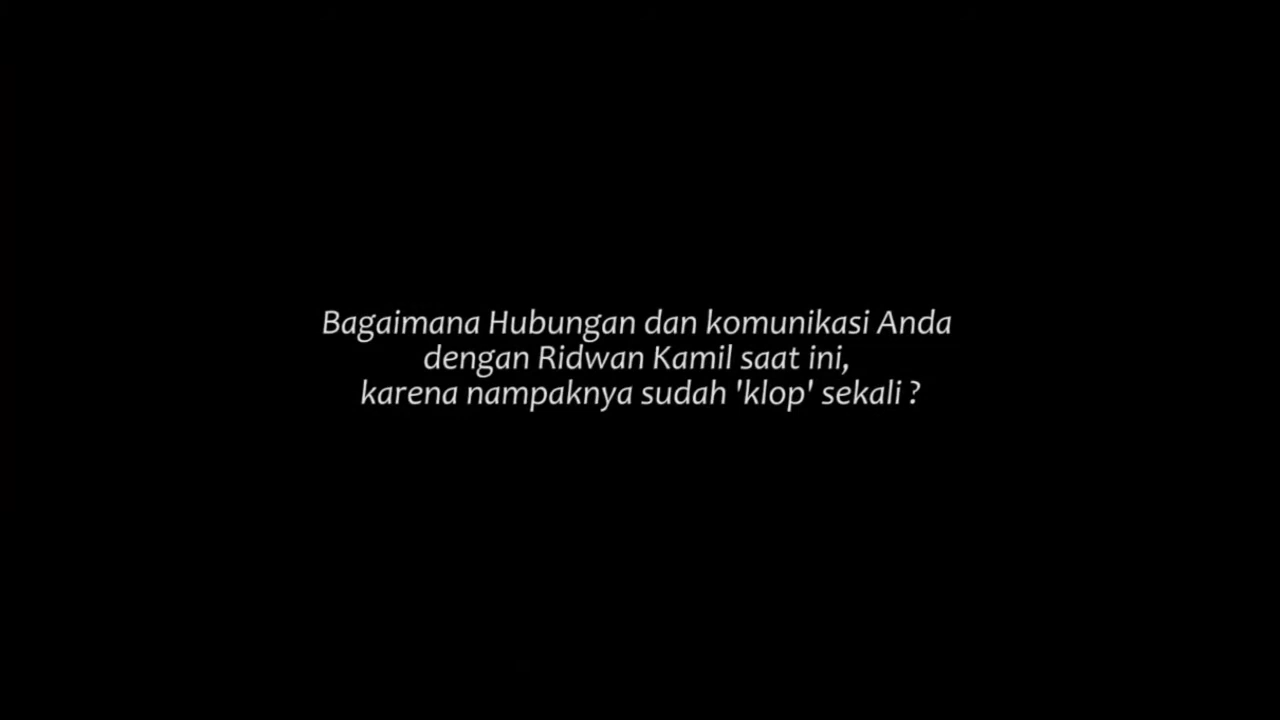 Bagaimana Hubungan dan komunikasi Anda
dengan Ridwan Kamil saat ini,
karena nampaknya sudah 'klop' sekali ?